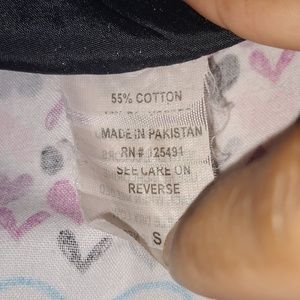 55% COTTON
MADE IN PAKISTAN
RN# 125491
SEE CARE ON
REVERSE
S